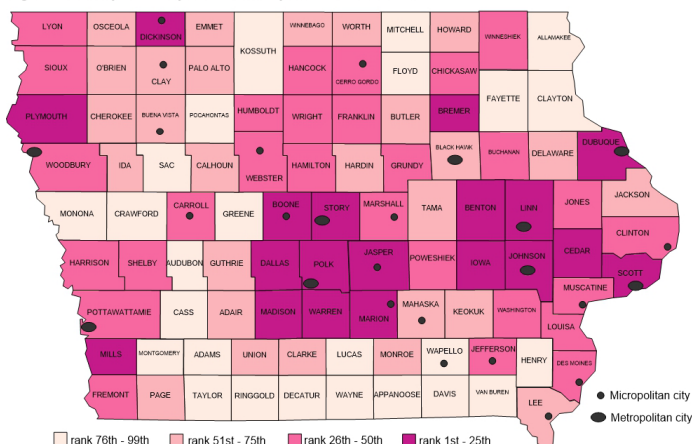 LYON OSCEOLA DICKINSON EMMET WINNEBAGO WORTH MITCHELL HOWARD WINNESHIEK ALLAMAKEE
KOSSUTH
SIOUX O'BRIEN CLAY PALO ALTO HANCOCK CERRO GORDO FLOYD CHICKASAW
FAYETTE CLAYTON
PLYMOUTH CHEROKEE BUENA VISTA POCAHONTAS HUMBOLDT WRIGHT FRANKLIN BUTLER BREMER
WOODBURY IDA SAC CALHOUN WEBSTER HAMILTON HARDIN GRUNDY BLACK HAWK BUCHANAN DELAWARE DUBUQUE
MONONA CRAWFORD CARROLL GREENE BOONE STORY MARSHALL TAMA BENTON LINN JONES JACKSON
CLINTON
HARRISON SHELBY AUDUBON GUTHRIE DALLAS POLK JASPER POWESHIEK IOWA JOHNSON CEDAR SCOTT
MUSCATINE
POTTAWATTAMIE CASS ADAIR MADISON WARREN MARION MAHASKA KEOKUK WASHINGTON
LOUISA
MILLS MONTGOMERY ADAMS UNION CLARKE LUCAS MONROE WAPELLO JEFFERSON HENRY DES MOINES
FREMONT PAGE TAYLOR RINGGOLD DECATUR WAYNE APPANOOSE DAVIS VAN BUREN LEE
Micropolitan city
Metropolitan city
rank 76th - 99th rank 51st - 75th rank 26th - 50th rank 1st - 25th